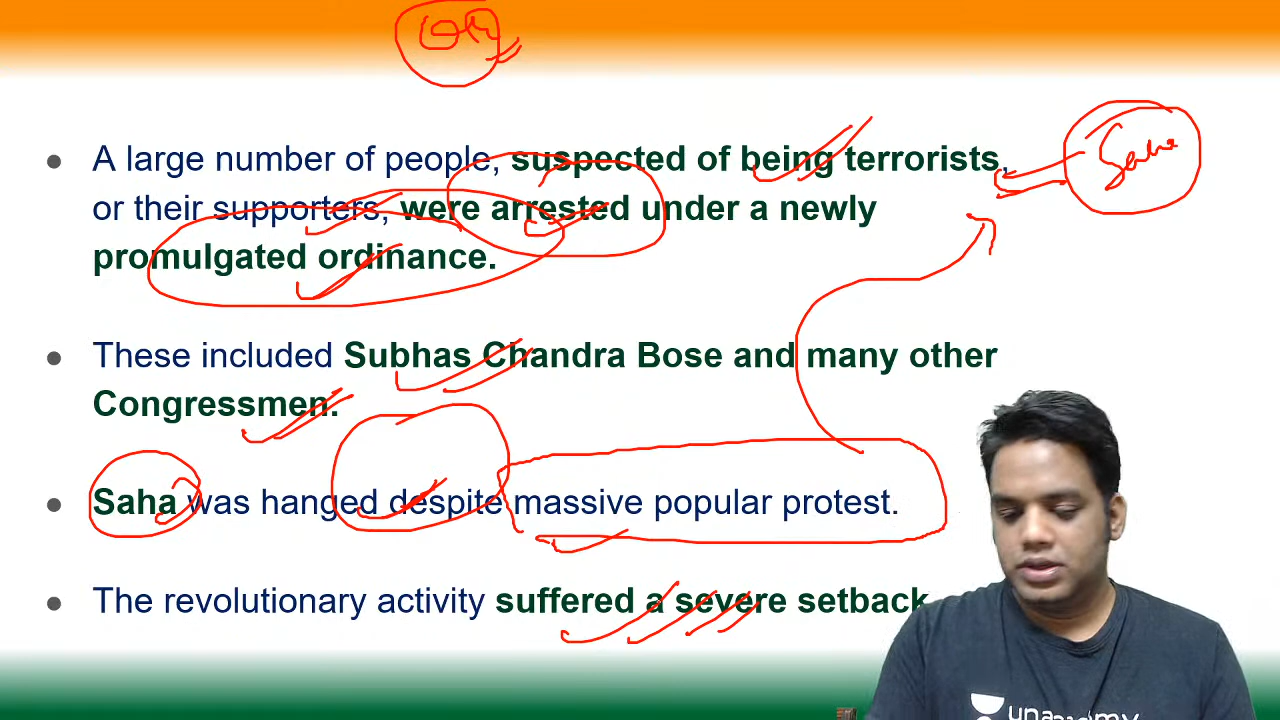 Saha
● A large number of people, suspected of being terrorists,
or their supporters, were arrested under a newly
promulgated ordinance.
● These included Subhas Chandra Bose and many other
Congressmen.
● Saha was hanged despite massive popular protest.
● The revolutionary activity suffered a severe setback